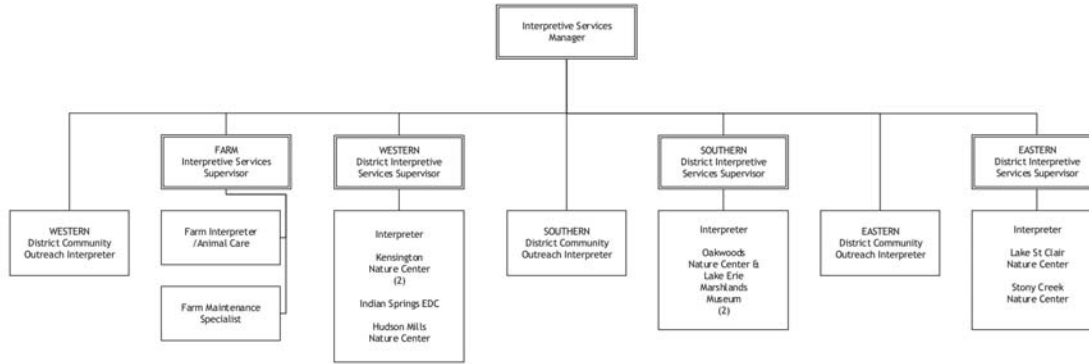 Interpretive Services
Manager
FARM
Interpretive Services
Supervisor
WESTERN
District Interpretive
Services Supervisor
SOUTHERN
District Interpretive
Services Supervisor
EASTERN
District Interpretive
Services Supervisor
WESTERN
District Community
Outreach Interpreter
Farm Interpreter
/Animal Care
Farm Maintenance
Specialist
Interpreter
Kensington
Nature Center
(2)
Indian Springs EDC
Hudson Mills
Nature Center
SOUTHERN
District Community
Outreach Interpreter
Interpreter
Oakwoods
Nature Center &
Lake Erie
Marshlands
Museum
(2)
EASTERN
District Community
Outreach Interpreter
Interpreter
Lake St Clair
Nature Center
Stony Creek
Nature Center